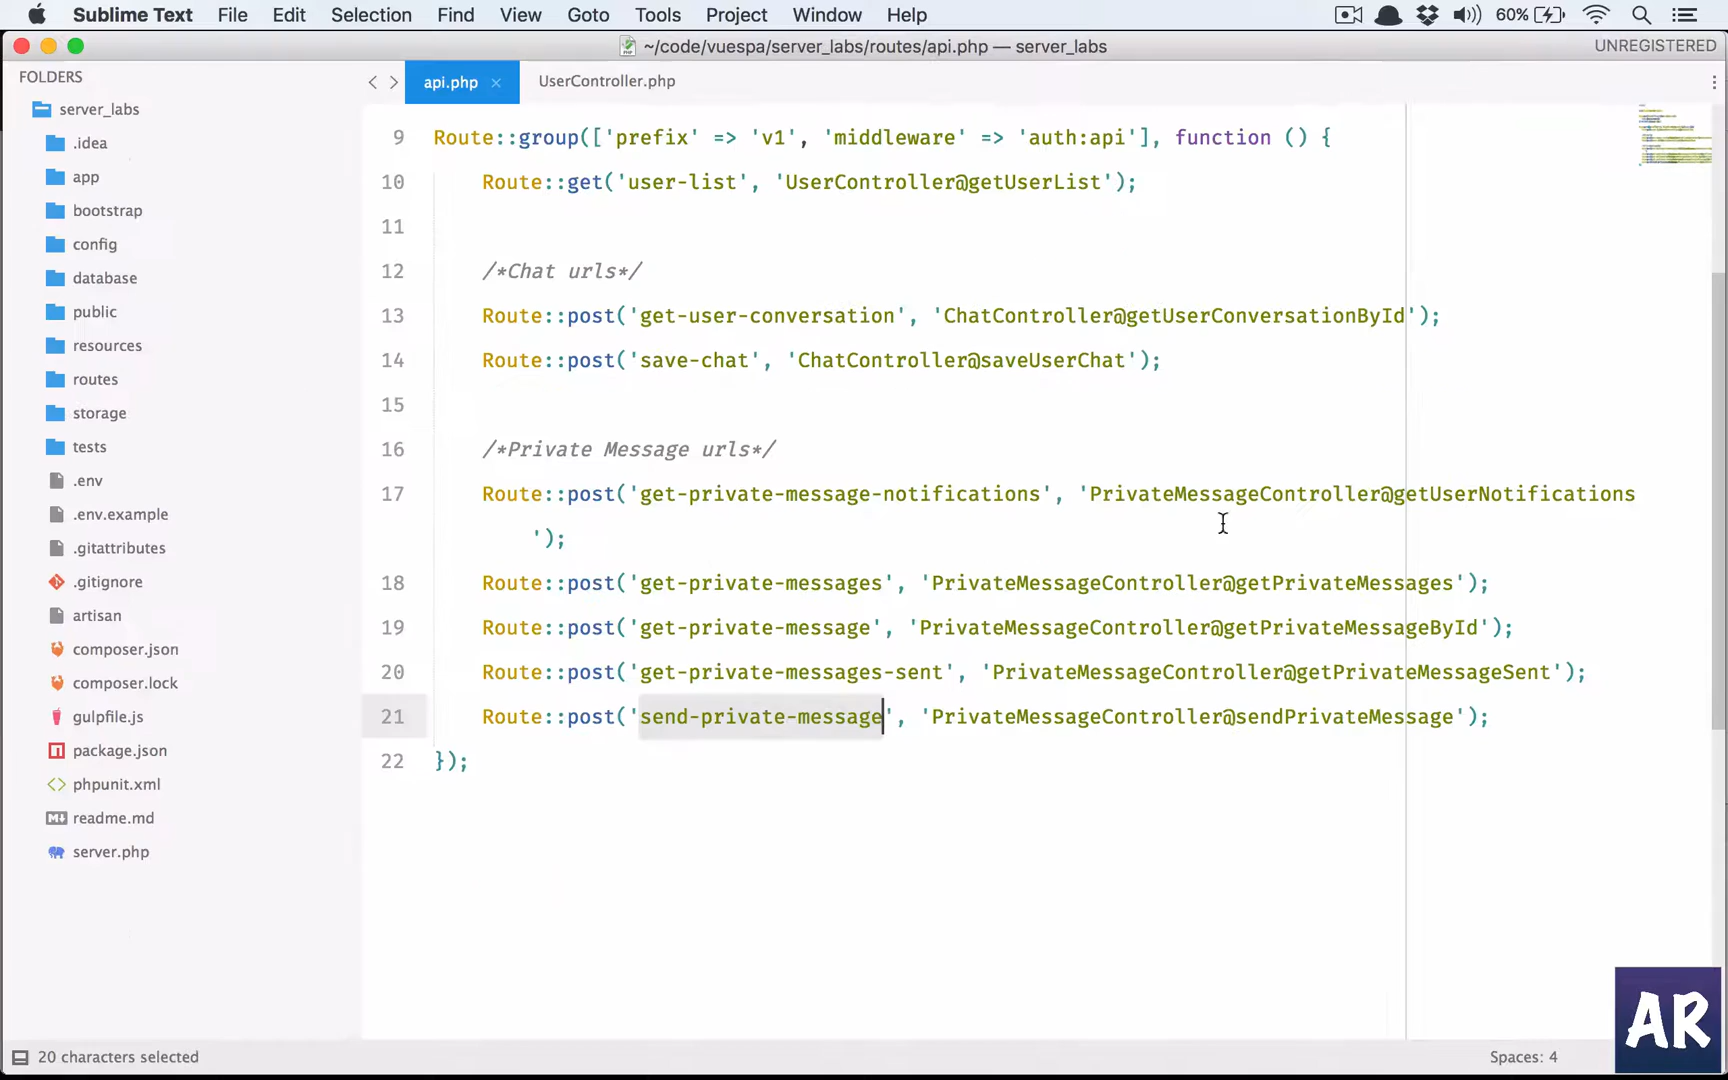 Sublime Text File Edit Selection Find View Goto Tools Project Window Help 60%
~/code/vuespa/server_labs/routes/api.php — server_labs UNREGISTERED
FOLDERS
server_labs
.idea
app
bootstrap
config
database
public
resources
routes
storage
tests
.env
.env.example
.gitattributes
.gitignore
artisan
composer.json
composer.lock
gulpfile.js
package.json
phpunit.xml
readme.md
server.php
api.php × UserController.php
9 Route::group(['prefix' => 'v1', 'middleware' => 'auth:api'], function () {
10 Route::get('user-list', 'UserController@getUserList');
11
12 /*Chat urls*/
13 Route::post('get-user-conversation', 'ChatController@getUserConversationById');
14 Route::post('save-chat', 'ChatController@saveUserChat');
15
16 /*Private Message urls*/
17 Route::post('get-private-message-notifications', 'PrivateMessageController@getUserNotifications
');
18 Route::post('get-private-messages', 'PrivateMessageController@getPrivateMessages');
19 Route::post('get-private-message', 'PrivateMessageController@getPrivateMessageById');
20 Route::post('get-private-messages-sent', 'PrivateMessageController@getPrivateMessageSent');
21 Route::post('send-private-message', 'PrivateMessageController@sendPrivateMessage');
22 });
20 characters selected Spaces: 4
AR